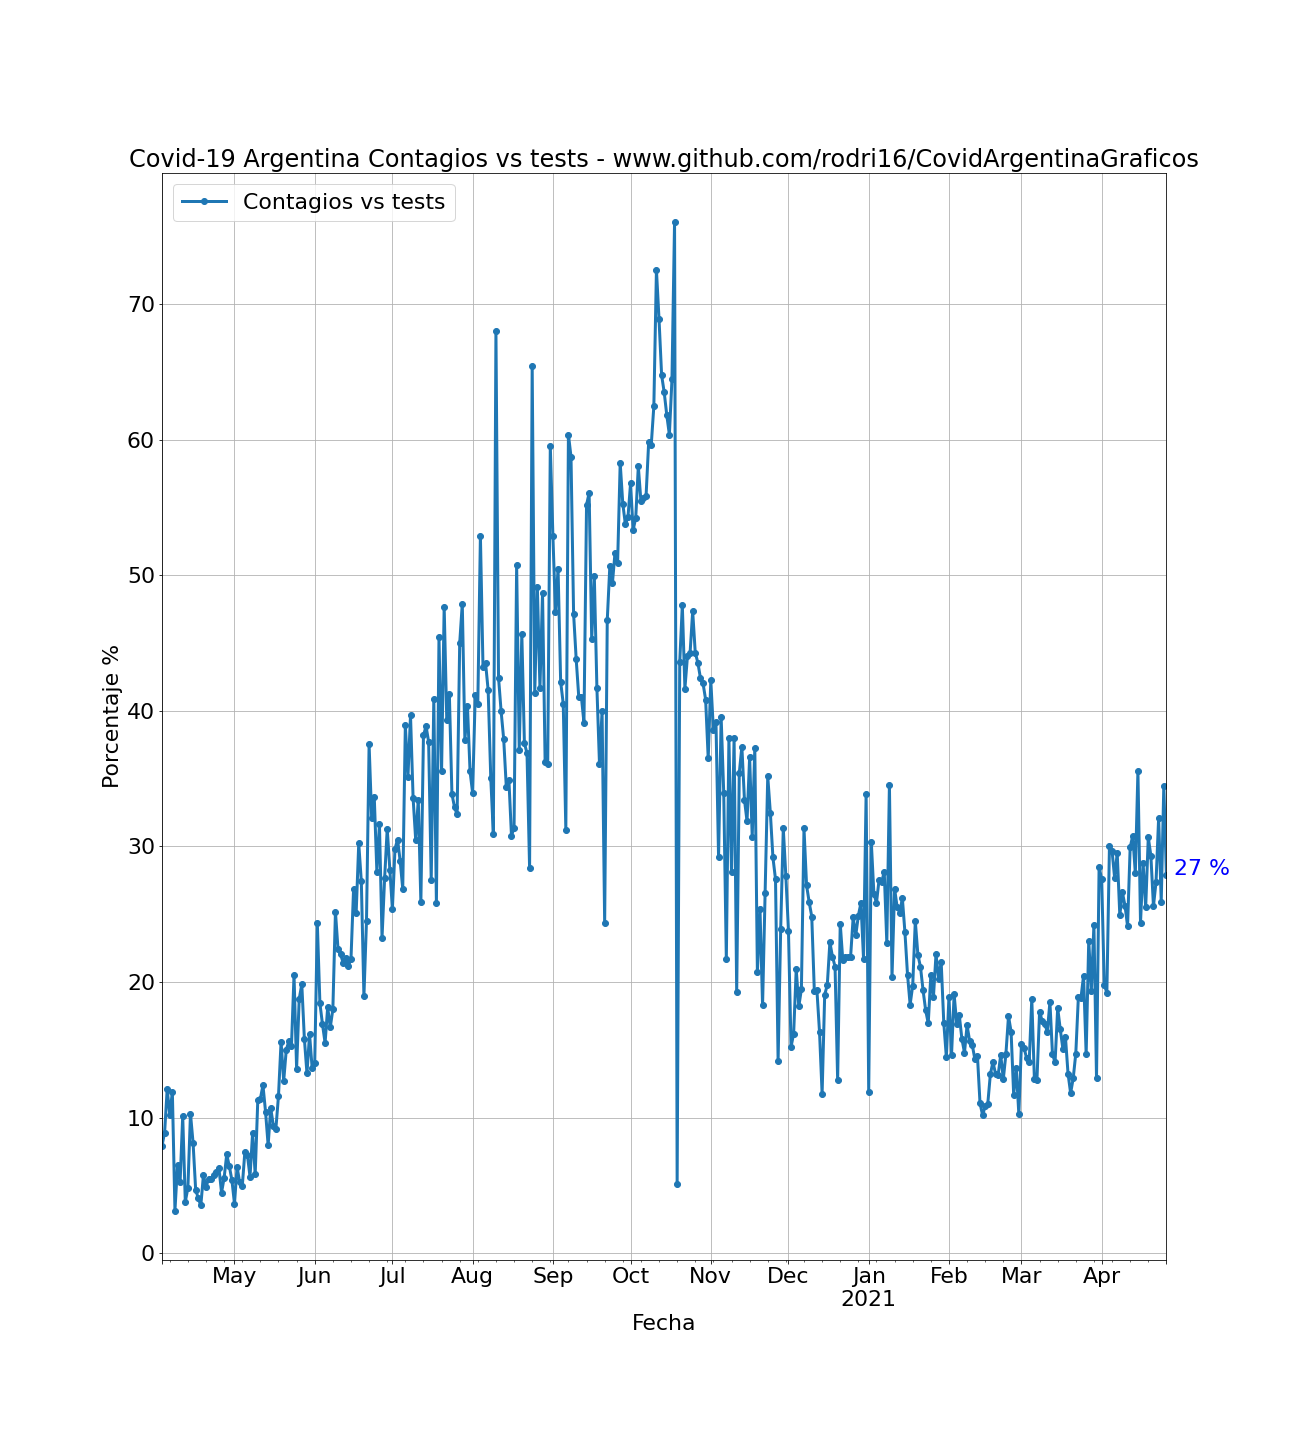 Covid-19 Argentina Contagios vs tests - www.github.com/rodri16/CovidArgentinaGraficos
Contagios vs tests
70
60
50
40
30
20
10
0
Porcentaje %
27 %
May Jun Jul Aug Sep Oct Nov Dec Jan Feb Mar Apr
2021
Fecha